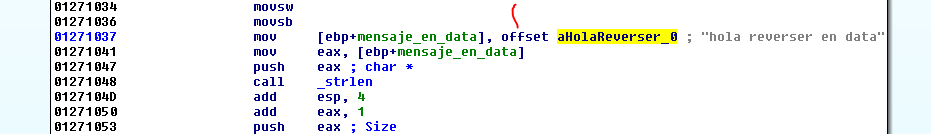 01271034 movsw
01271036 movsb
01271037 mov [ebp+mensaje_en_data], offset aHolaReverser_0 ; "hola reverser en data"
01271041 mov eax, [ebp+mensaje_en_data]
01271047 push eax ; char *
01271048 call _strlen
0127104D add esp, 4
01271050 add eax, 1
01271053 push eax ; Size